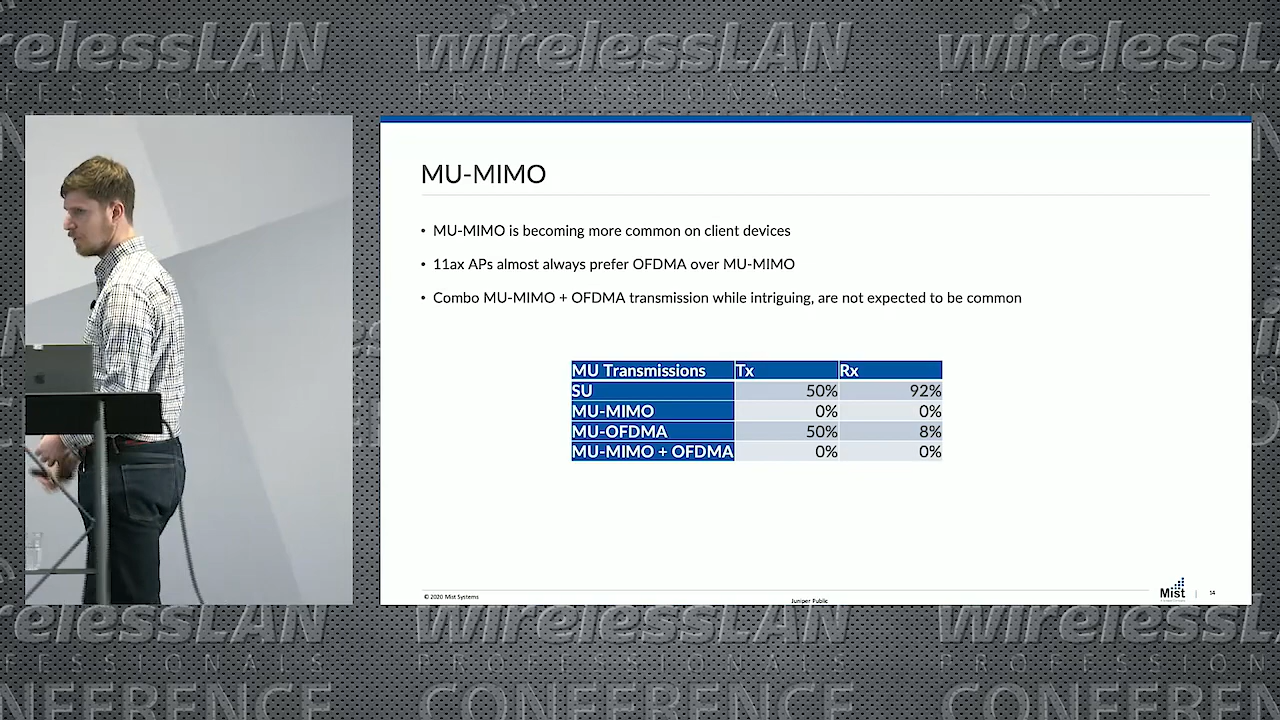 wirelessLAN
PROFESSIONALS
MU-MIMO
• MU-MIMO is becoming more common on client devices
• 11ax APs almost always prefer OFDMA over MU-MIMO
• Combo MU-MIMO + OFDMA transmission while intriguing, are not expected to be common
MU Transmissions Tx Rx
SU 50% 92%
MU-MIMO 0% 0%
MU-OFDMA 50% 8%
MU-MIMO + OFDMA 0% 0%
© 2020 Mist Systems
Juniper Public
Mist | 14
wirelessLAN
PROFESSIONALS
CONFERENCE